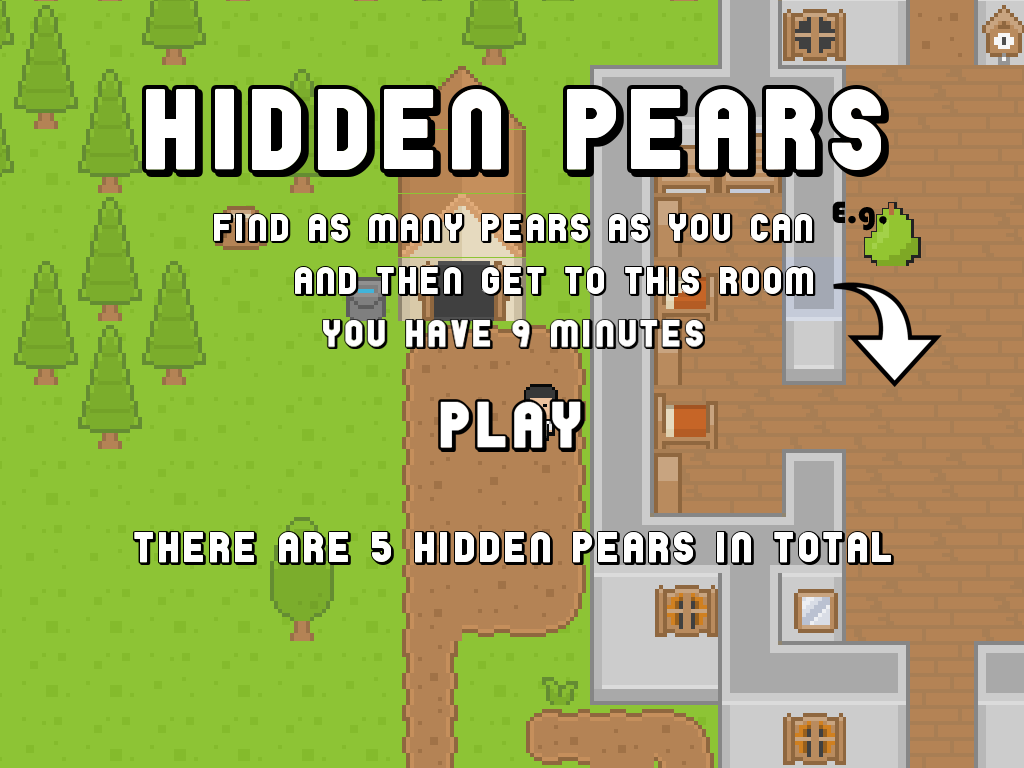 HIDDEN PEARS
E.g.
FIND AS MANY PEARS AS YOU CAN
AND THEN GET TO THIS ROOM
YOU HAVE 9 MINUTES
PLAY
THERE ARE 5 HIDDEN PEARS IN TOTAL